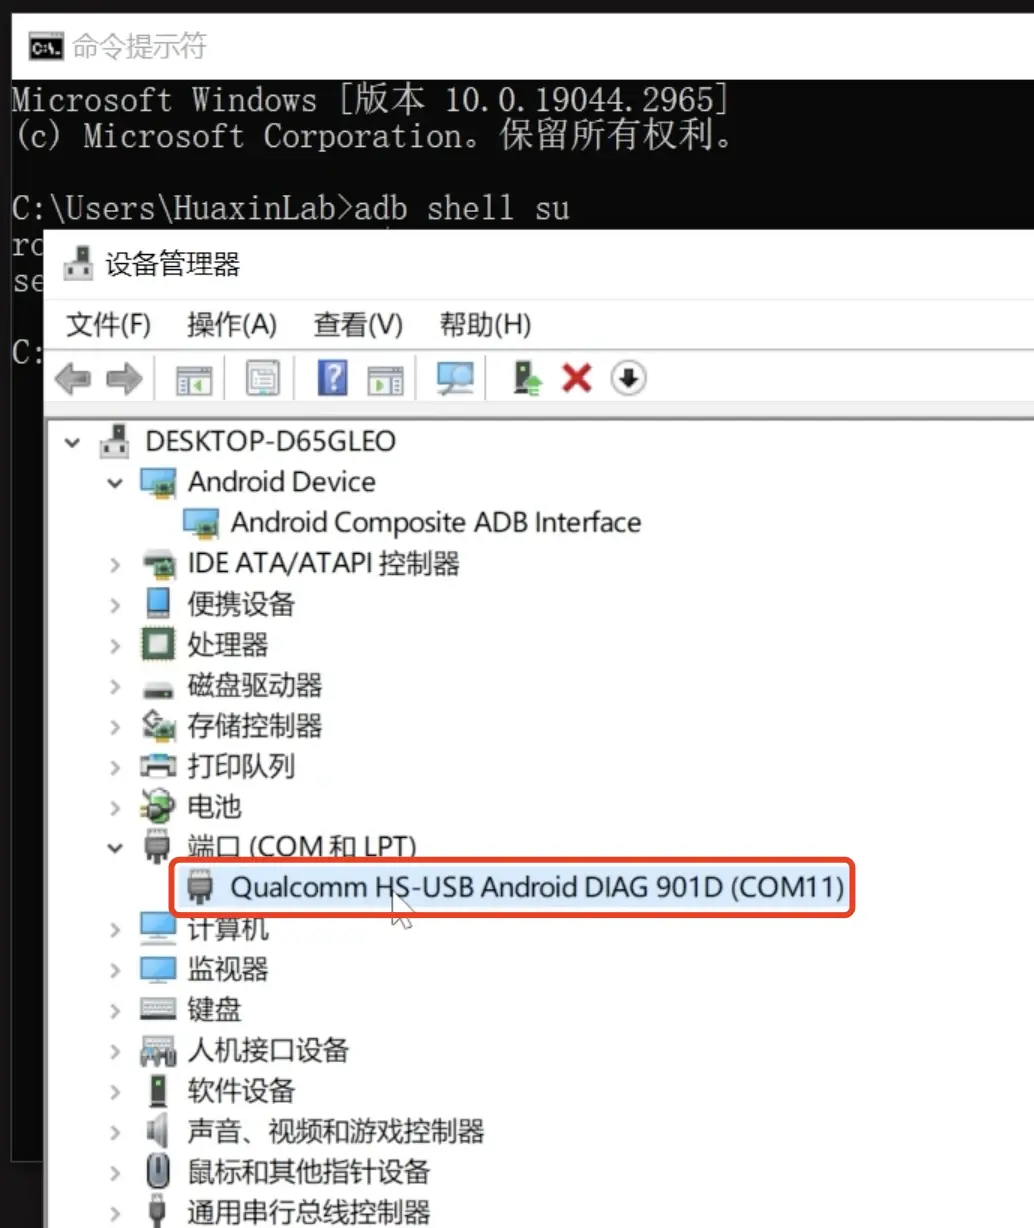 命令提示符
Microsoft Windows [版本 10.0.19044.2965]
(c) Microsoft Corporation。保留所有权利。
C:\Users\HuaxinLab>adb shell su
ro
se
C:
设备管理器
文件(F) 操作(A) 查看(V) 帮助(H)
DESKTOP-D65GLEO
Android Device
Android Composite ADB Interface
IDE ATA/ATAPI 控制器
便携设备
处理器
磁盘驱动器
存储控制器
打印队列
电池
端口 (COM 和 LPT)
Qualcomm HS-USB Android DIAG 901D (COM11)
计算机
监视器
键盘
人机接口设备
软件设备
声音、视频和游戏控制器
鼠标和其他指针设备
通用串行总线控制器